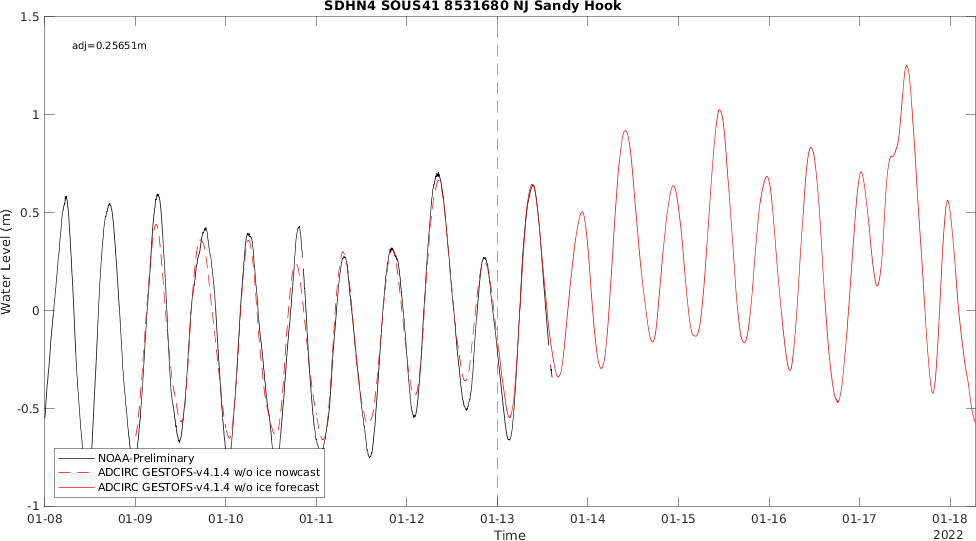 SDHN4 SOUS41 8531680 NJ Sandy Hook
1.5
adj=0.25651m
1
0.5
Water Level (m)
0
-0.5
NOAA-Preliminary
ADCIRC GESTOFS-v4.1.4 w/o ice nowcast
ADCIRC GESTOFS-v4.1.4 w/o ice forecast
-1
01-08 01-09 01-10 01-11 01-12 01-13 01-14 01-15 01-16 01-17 01-18
Time 2022